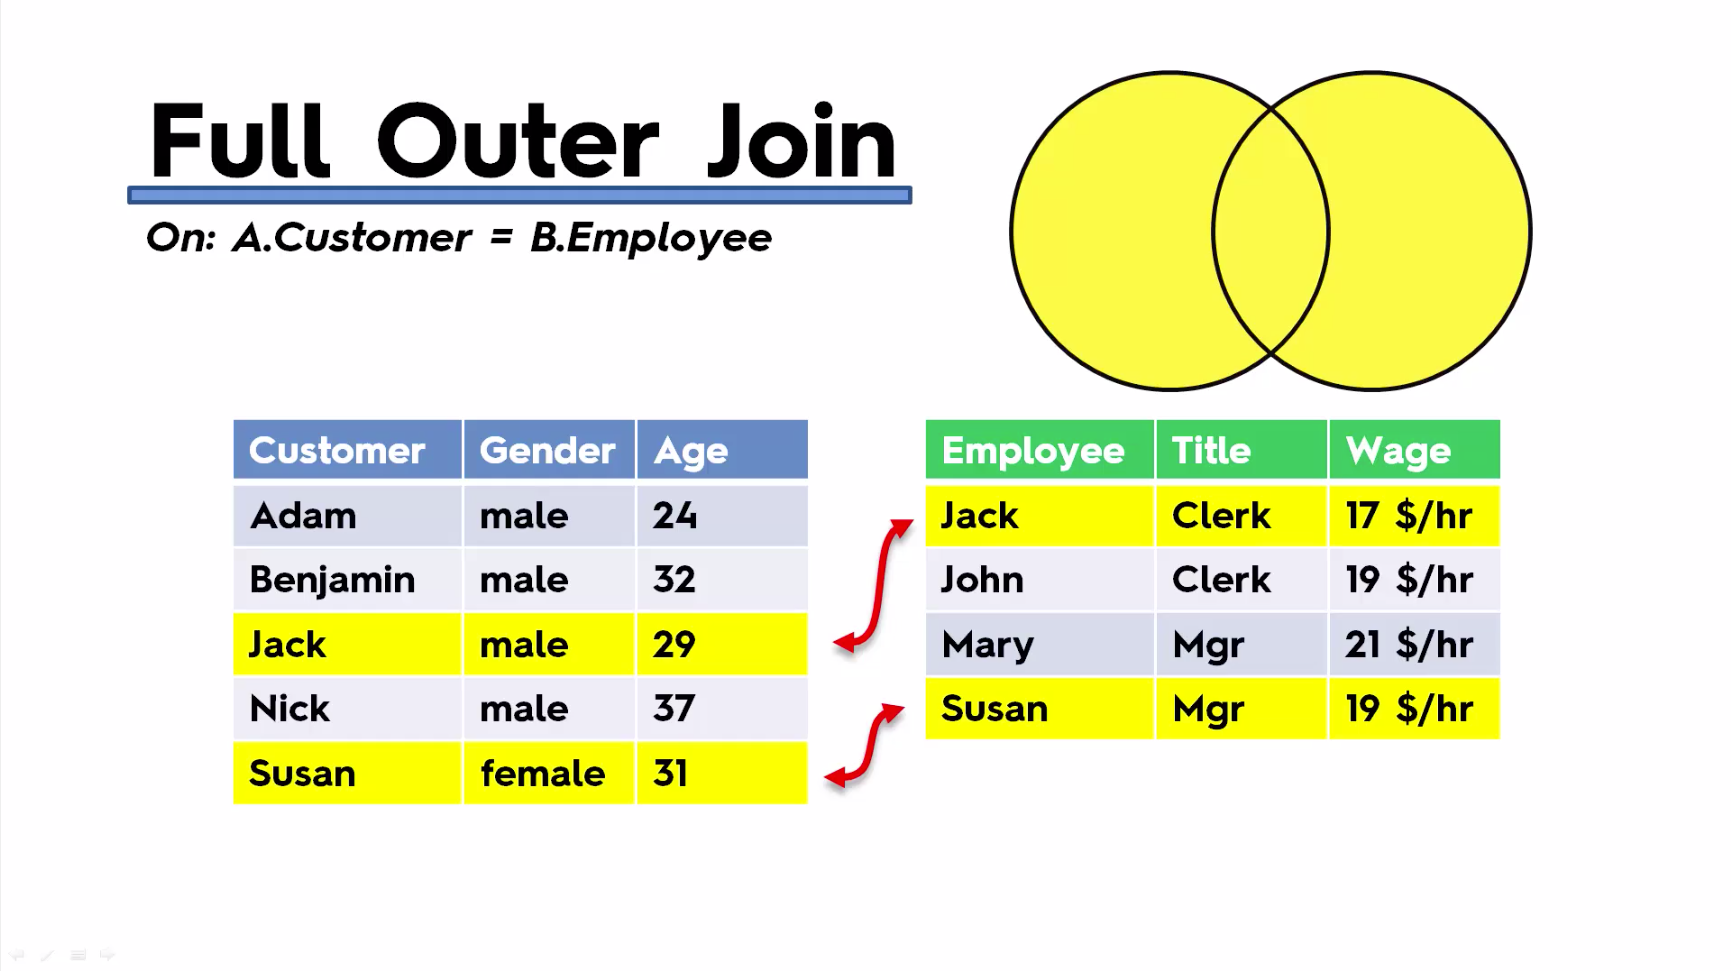 Full Outer Join
On: A.Customer = B.Employee
Customer Gender Age
Adam male 24
Benjamin male 32
Jack male 29
Nick male 37
Susan female 31
Employee Title Wage
Jack Clerk 17 $/hr
John Clerk 19 $/hr
Mary Mgr 21 $/hr
Susan Mgr 19 $/hr